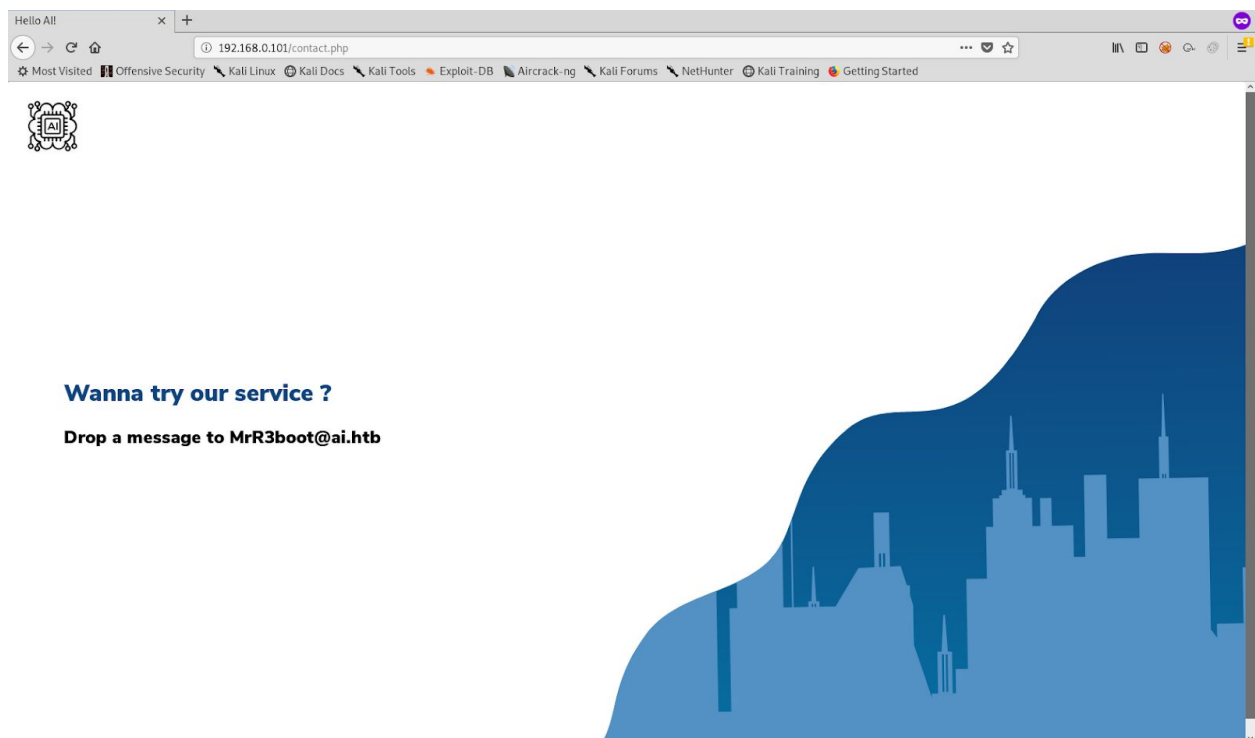 Hello AI!
192.168.0.101/contact.php
Most Visited Offensive Security Kali Linux Kali Docs Kali Tools Exploit-DB Aircrack-ng Kali Forums NetHunter Kali Training Getting Started
AI
Wanna try our service ?
Drop a message to MrR3boot@ai.htb